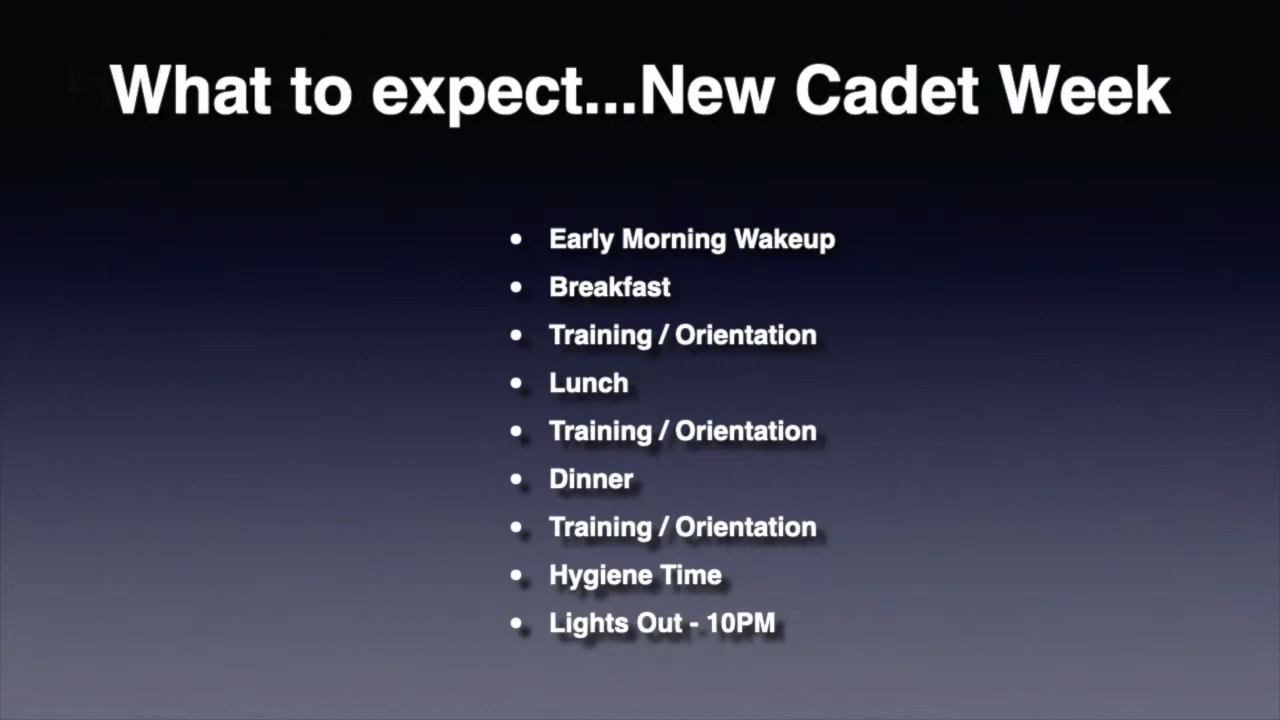 What to expect...New Cadet Week
• Early Morning Wakeup
• Breakfast
• Training / Orientation
• Lunch
• Training / Orientation
• Dinner
• Training / Orientation
• Hygiene Time
• Lights Out - 10PM